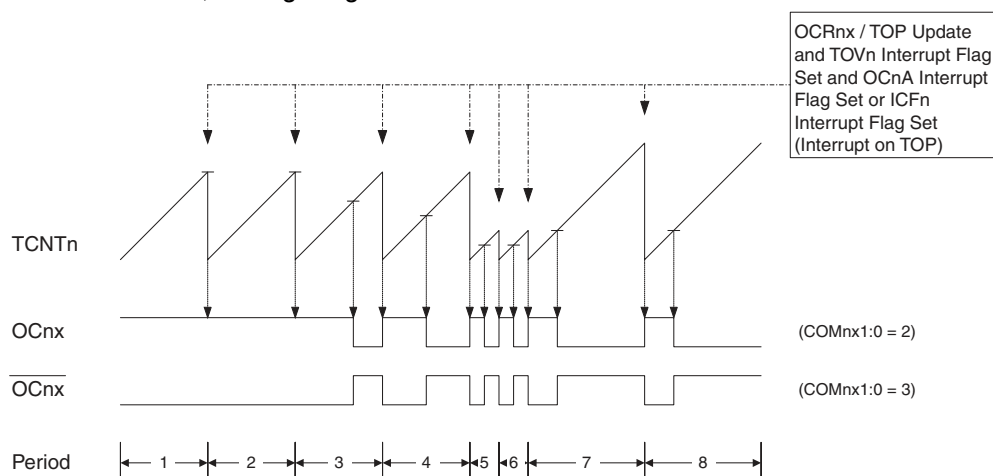 OCRnx / TOP Update
and TOVn Interrupt Flag
Set and OCnA Interrupt
Flag Set or ICFn
Interrupt Flag Set
(Interrupt on TOP)
TCNTn
OCnx
(COMnx1:0 = 2)
OCnx
(COMnx1:0 = 3)
Period
1 2 3 4 5 6 7 8